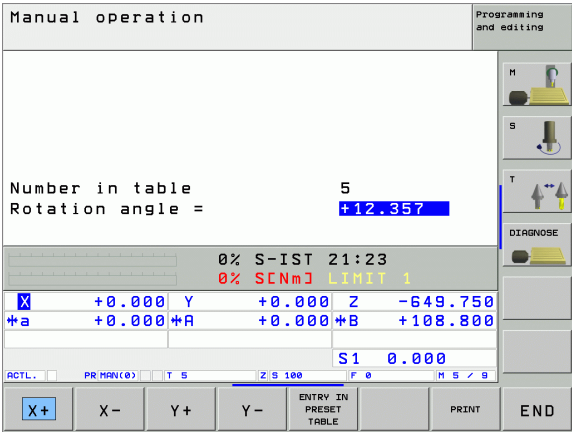 Manual operation
Programming
and editing
M
S
Number in table 5
Rotation angle = +12.357
T
DIAGNOSE
0% S-IST 21:23
0% S[Nm] LIMIT 1
X +0.000 Y +0.000 Z -649.750
a +0.000 A +0.000 B +108.800
S1 0.000
ACTL. PR MAN(0) T 5 Z S 100 F 0 M 5 / 9
X+ X- Y+ Y- ENTRY IN PRESET TABLE PRINT END